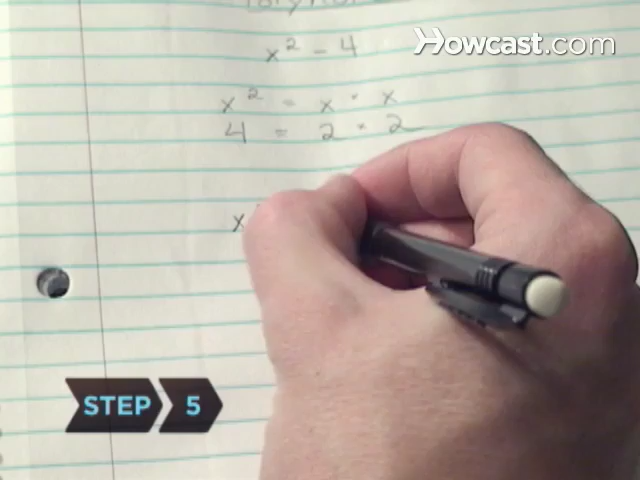 Howcast.com
x² - 4
x² = x · x
4 = 2 · 2
x
STEP 5